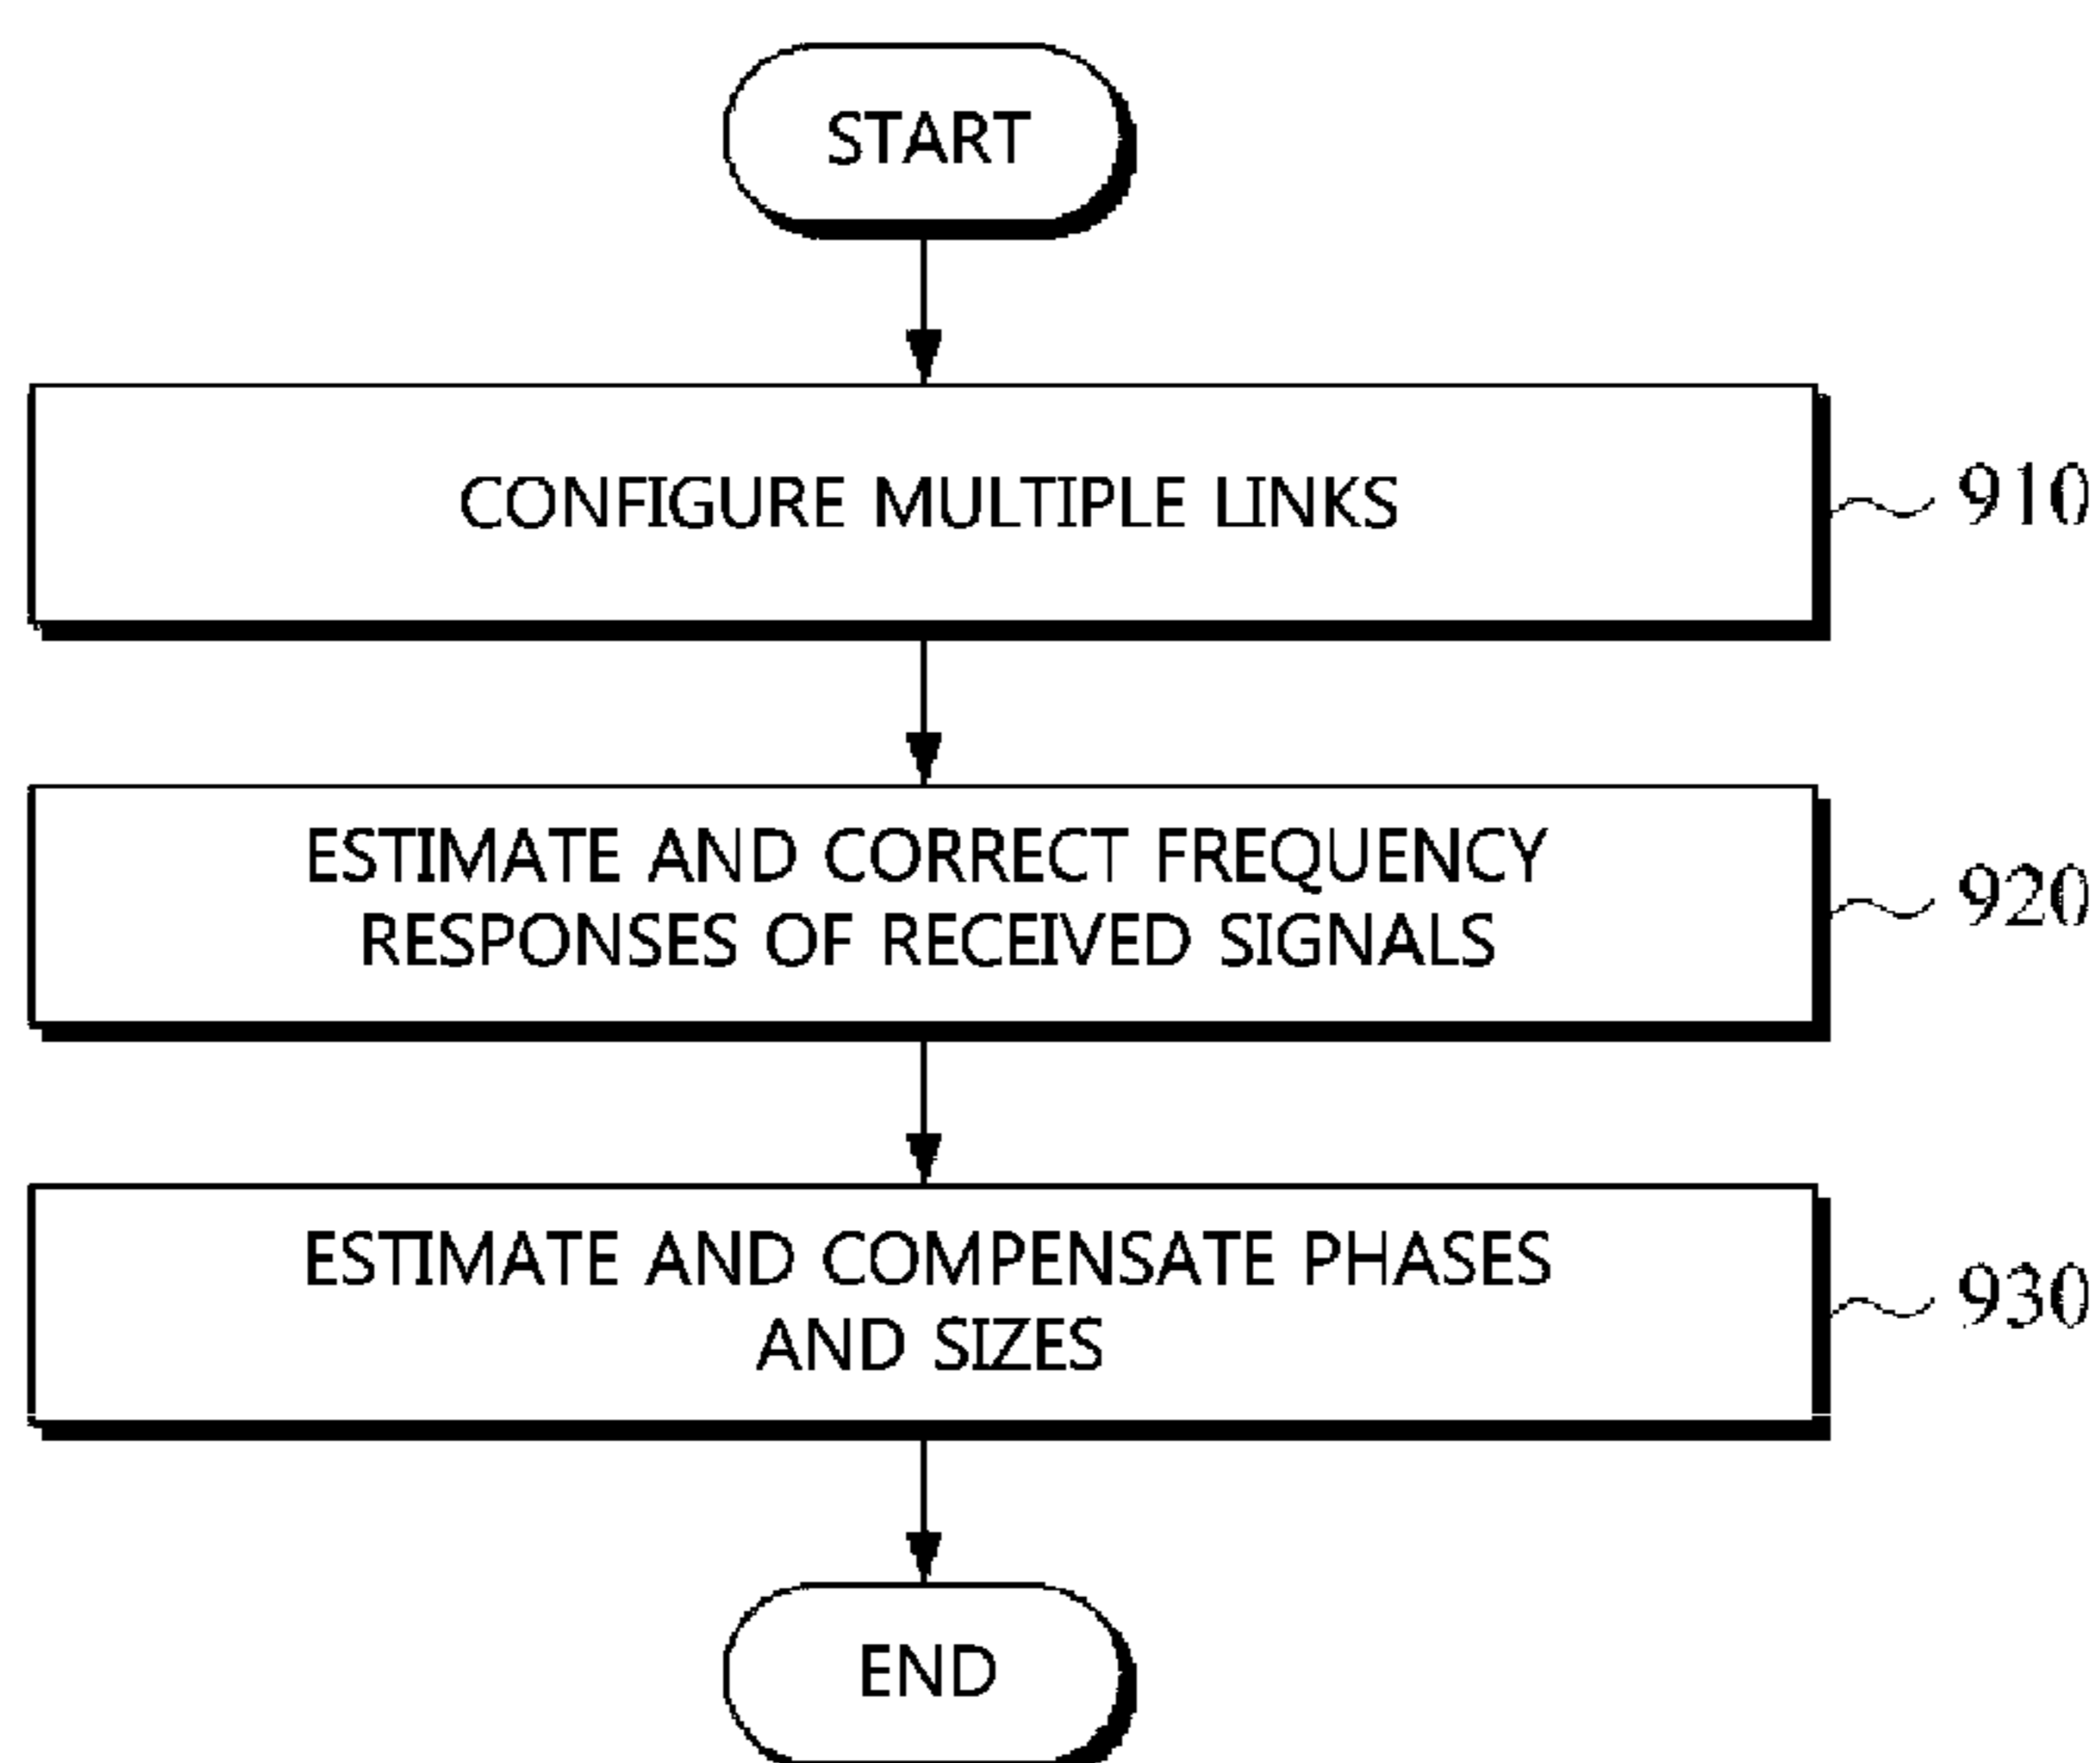 START
CONFIGURE MULTIPLE LINKS
910
ESTIMATE AND CORRECT FREQUENCY
RESPONSES OF RECEIVED SIGNALS
920
ESTIMATE AND COMPENSATE PHASES
AND SIZES
930
END